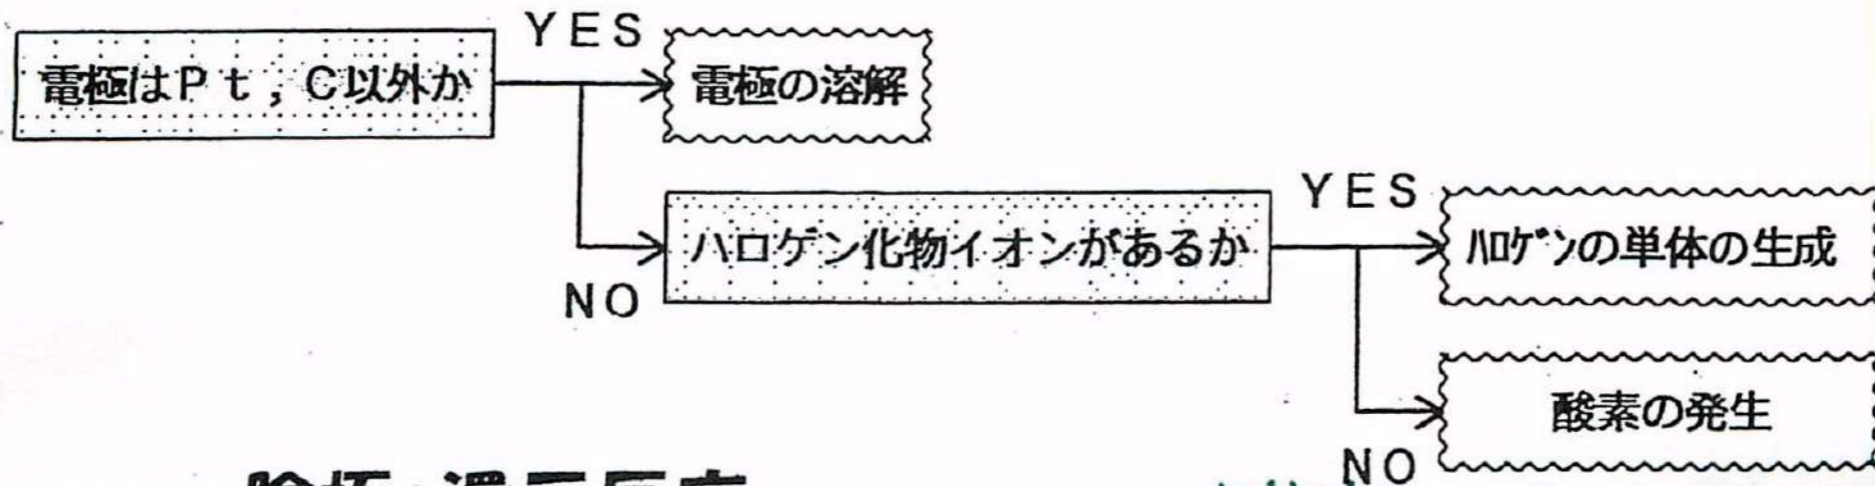 YES
電極はPt,C以外か
電極の溶解
YES
ハロゲン化物イオンがあるか
ﾊﾛｹﾞﾝの単体の生成
NO
酸素の発生
NO